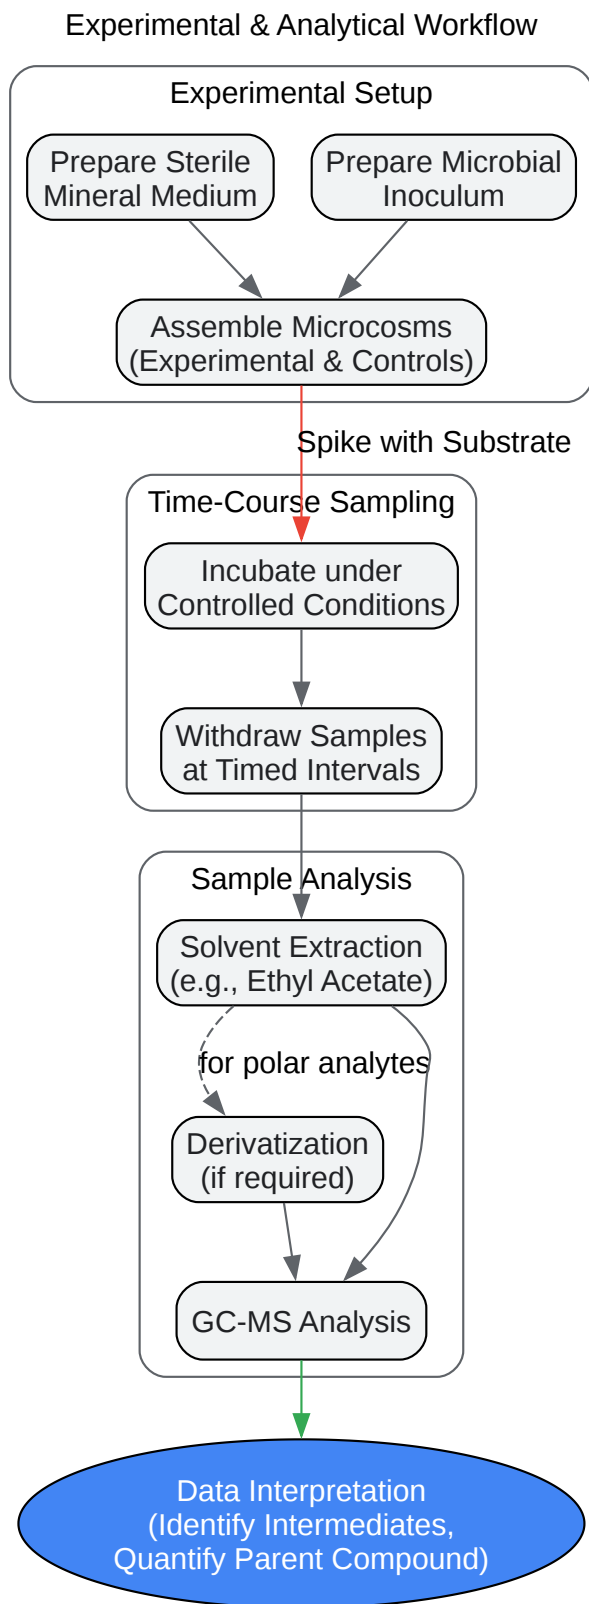 Experimental & Analytical Workflow
Experimental Setup
Prepare Sterile
Mineral Medium
Prepare Microbial
Inoculum
Assemble Microcosms
(Experimental & Controls)
Spike with Substrate
Time-Course Sampling
Incubate under
Controlled Conditions
Withdraw Samples
at Timed Intervals
Sample Analysis
Solvent Extraction
(e.g., Ethyl Acetate)
for polar analytes
Derivatization
(if required)
GC-MS Analysis
Data Interpretation
(Identify Intermediates,
Quantify Parent Compound)